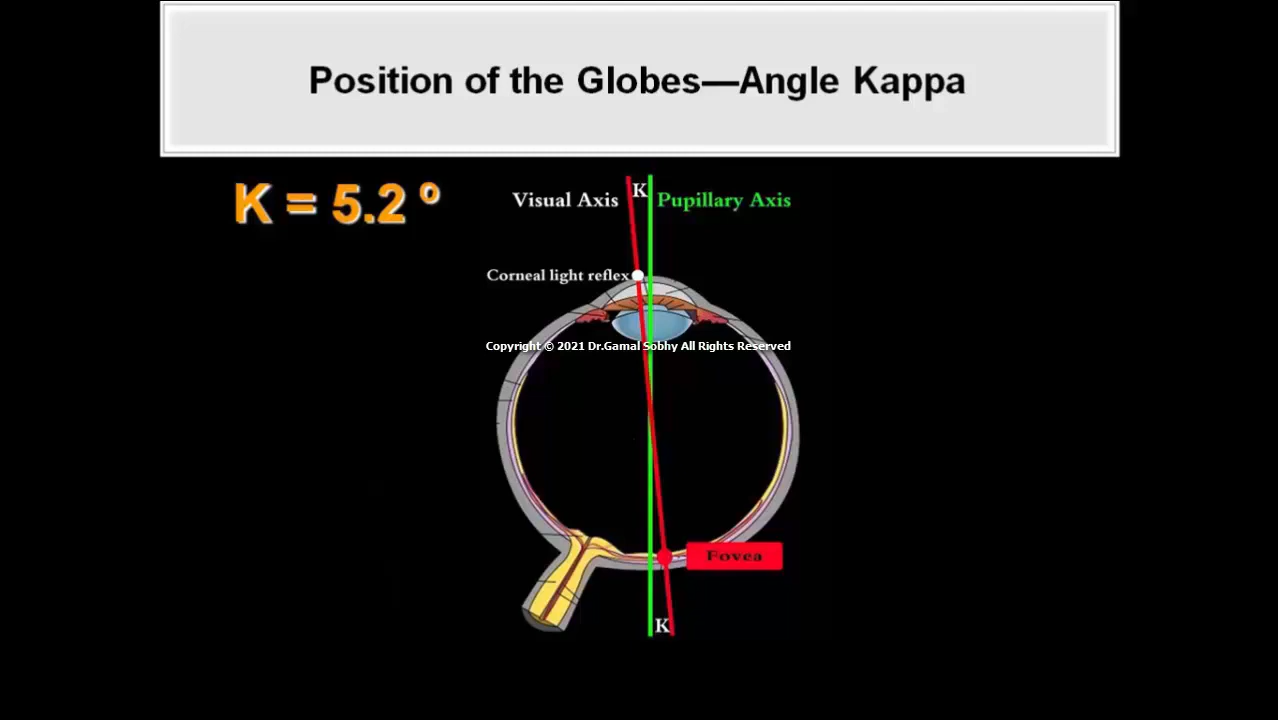 Position of the Globes—Angle Kappa
K = 5.2 º
Visual Axis
K
Pupillary Axis
Corneal light reflex
Copyright © 2021 Dr.Gamal Sobhy All Rights Reserved
Fovea
K